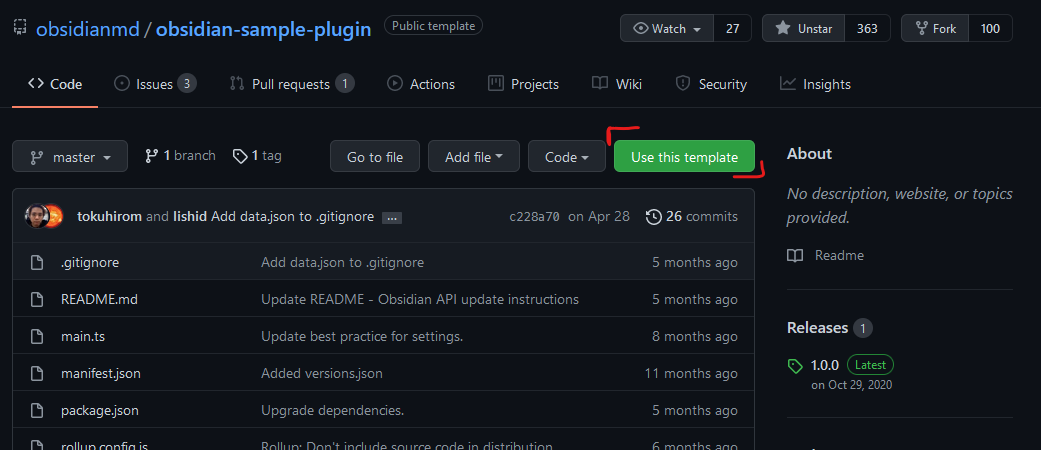 obsidianmd / obsidian-sample-plugin Public template Watch 27 Unstar 363 Fork 100
Code Issues 3 Pull requests 1 Actions Projects Wiki Security Insights
master 1 branch 1 tag Go to file Add file Code Use this template
tokuhirom and lishid Add data.json to .gitignore ... c228a70 on Apr 28 26 commits
.gitignore Add data.json to .gitignore 5 months ago
README.md Update README - Obsidian API update instructions 5 months ago
main.ts Update best practice for settings. 8 months ago
manifest.json Added versions.json 11 months ago
package.json Upgrade dependencies. 5 months ago
rollup.config.js Rollup: Don't include source code in distribution 6 months ago
About
No description, website, or topics
provided.
Readme
Releases 1
1.0.0 Latest
on Oct 29, 2020